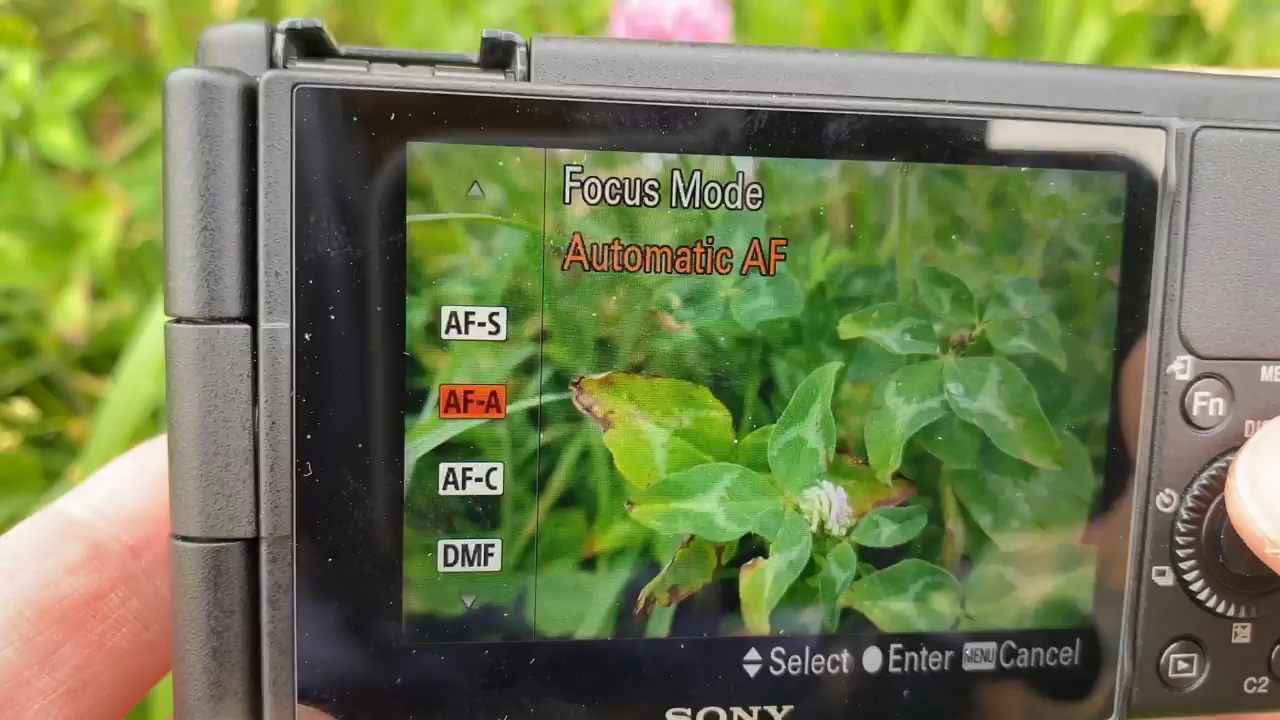 Focus Mode
Automatic AF
AF-S
AF-A
AF-C
DMF
Select Enter MENU Cancel
SONY
Fn
C2